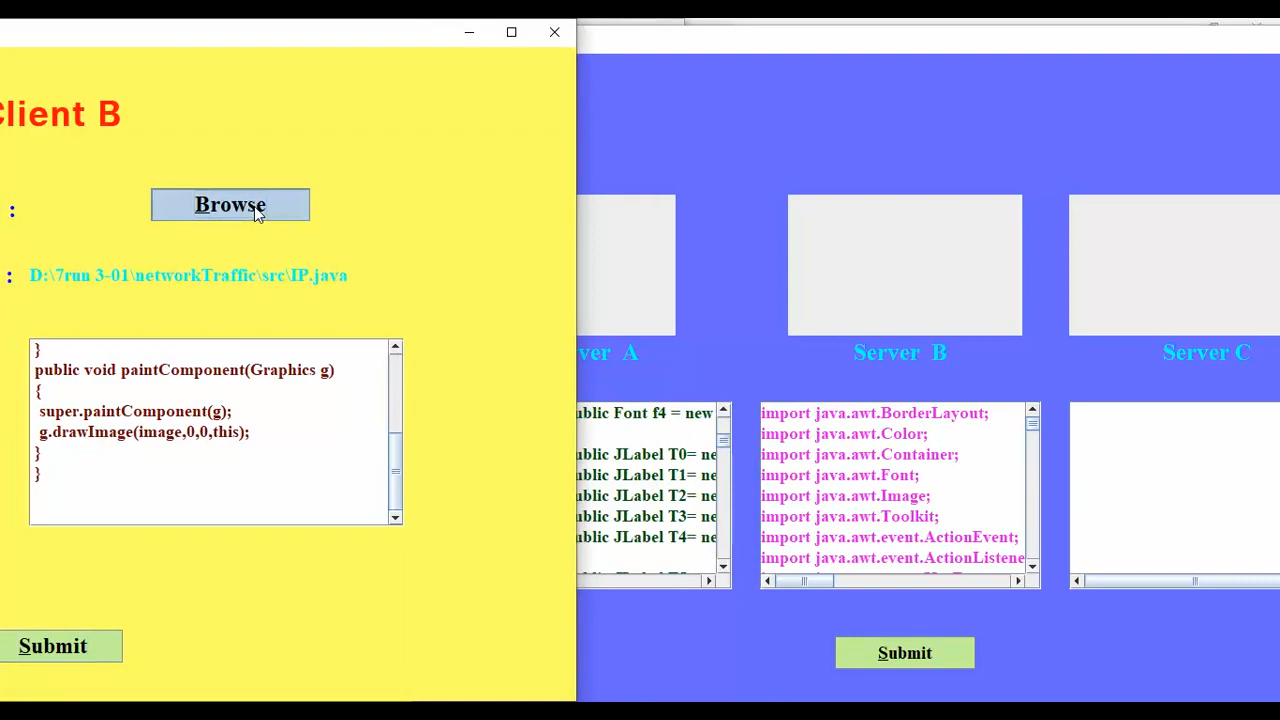 Client B
:
Browse
: D:\7run 3-01\networkTraffic\src\IP.java
}
public void paintComponent(Graphics g)
{
super.paintComponent(g);
g.drawImage(image,0,0,this);
}
}
Submit
ver A
Server B
Server C
ublic Font f4 = new
ublic JLabel T0= ne
ublic JLabel T1= ne
ublic JLabel T2= ne
ublic JLabel T3= ne
ublic JLabel T4= ne
import java.awt.BorderLayout;
import java.awt.Color;
import java.awt.Container;
import java.awt.Font;
import java.awt.Image;
import java.awt.Toolkit;
import java.awt.event.ActionEvent;
import java.awt.event.ActionListene
Submit